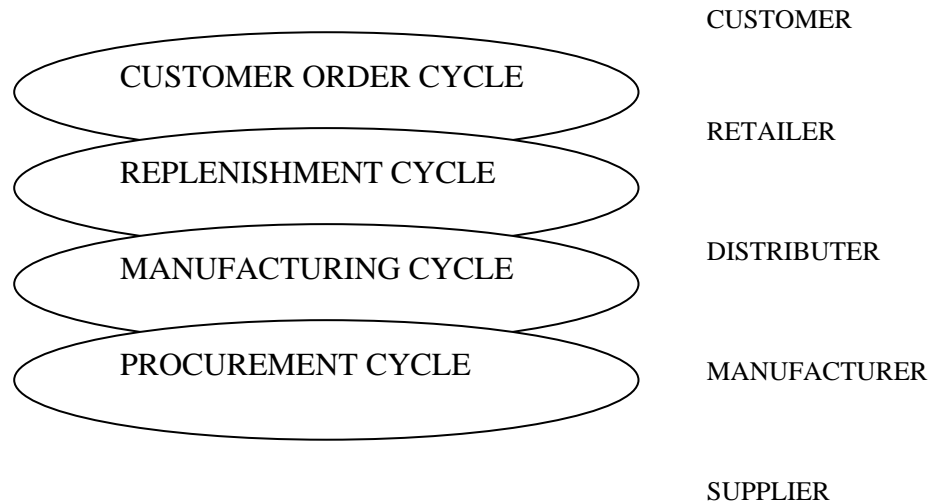 CUSTOMER
CUSTOMER ORDER CYCLE
RETAILER
REPLENISHMENT CYCLE
DISTRIBUTER
MANUFACTURING CYCLE
PROCUREMENT CYCLE
MANUFACTURER
SUPPLIER